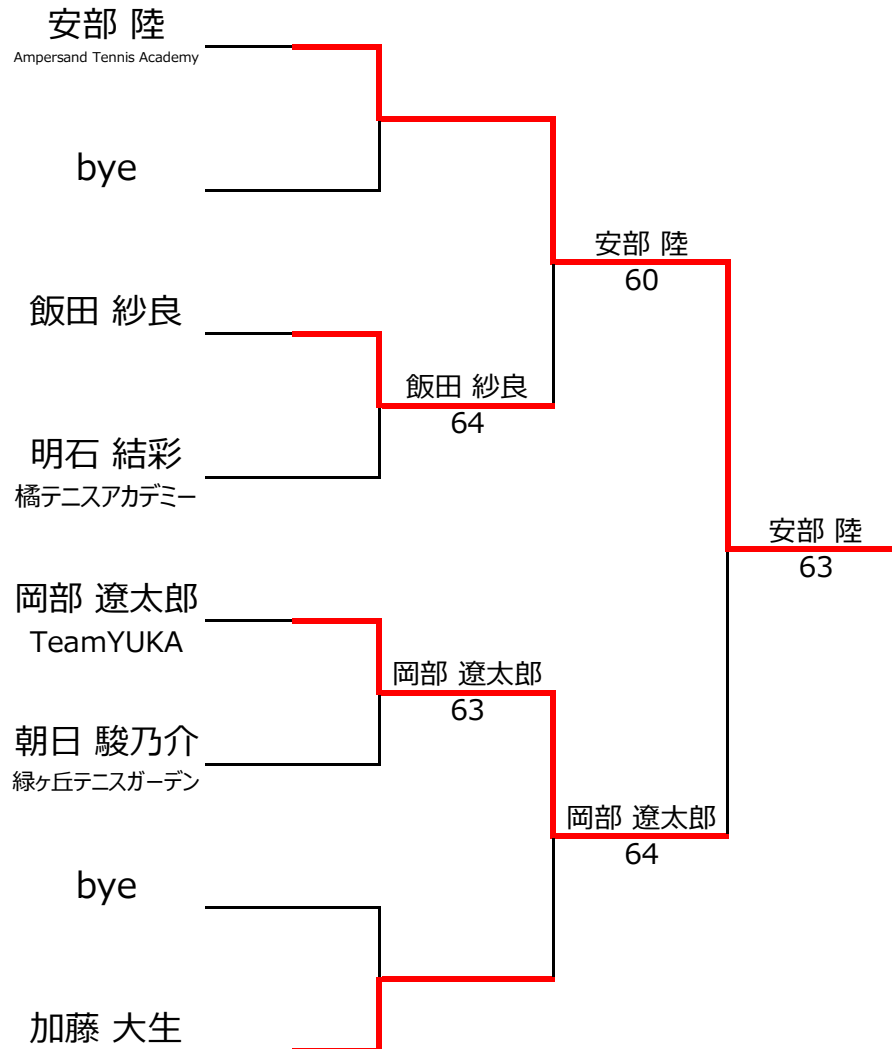 安部 陸
Ampersand Tennis Academy
bye
安部 陸
60
飯田 紗良
飯田 紗良
64
明石 結彩
橘テニスアカデミー
安部 陸
63
岡部 遼太郎
TeamYUKA
岡部 遼太郎
63
朝日 駿乃介
緑ヶ丘テニスガーデン
岡部 遼太郎
64
bye
加藤 大生